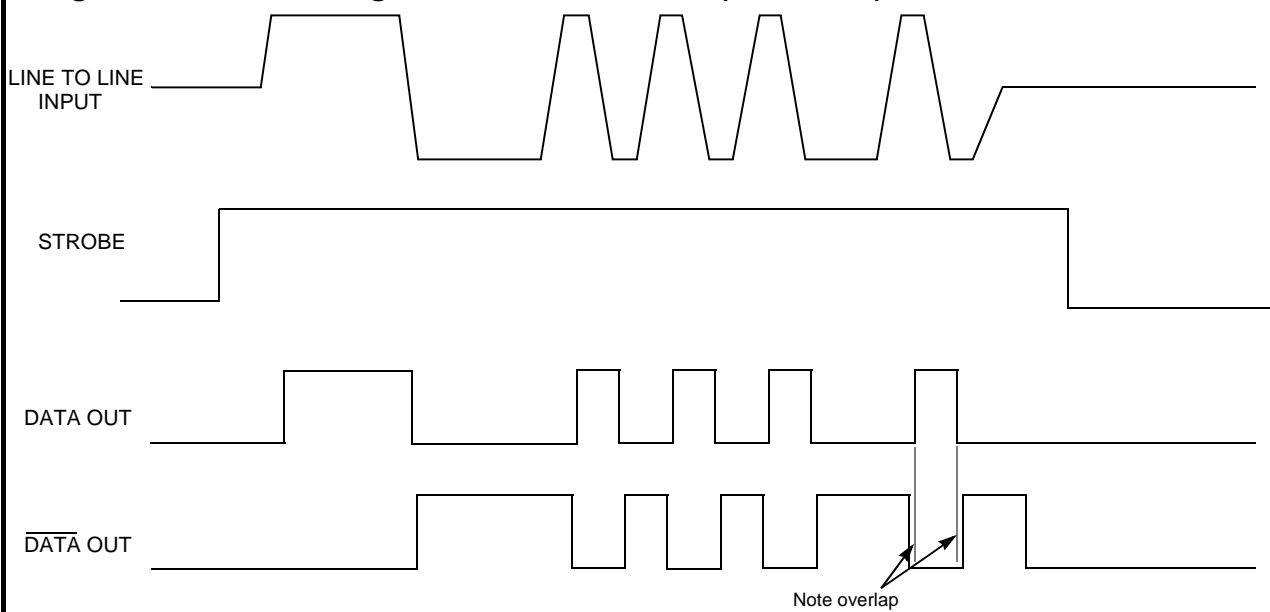 LINE TO LINE
INPUT
STROBE
DATA OUT
DATA OUT
Note overlap